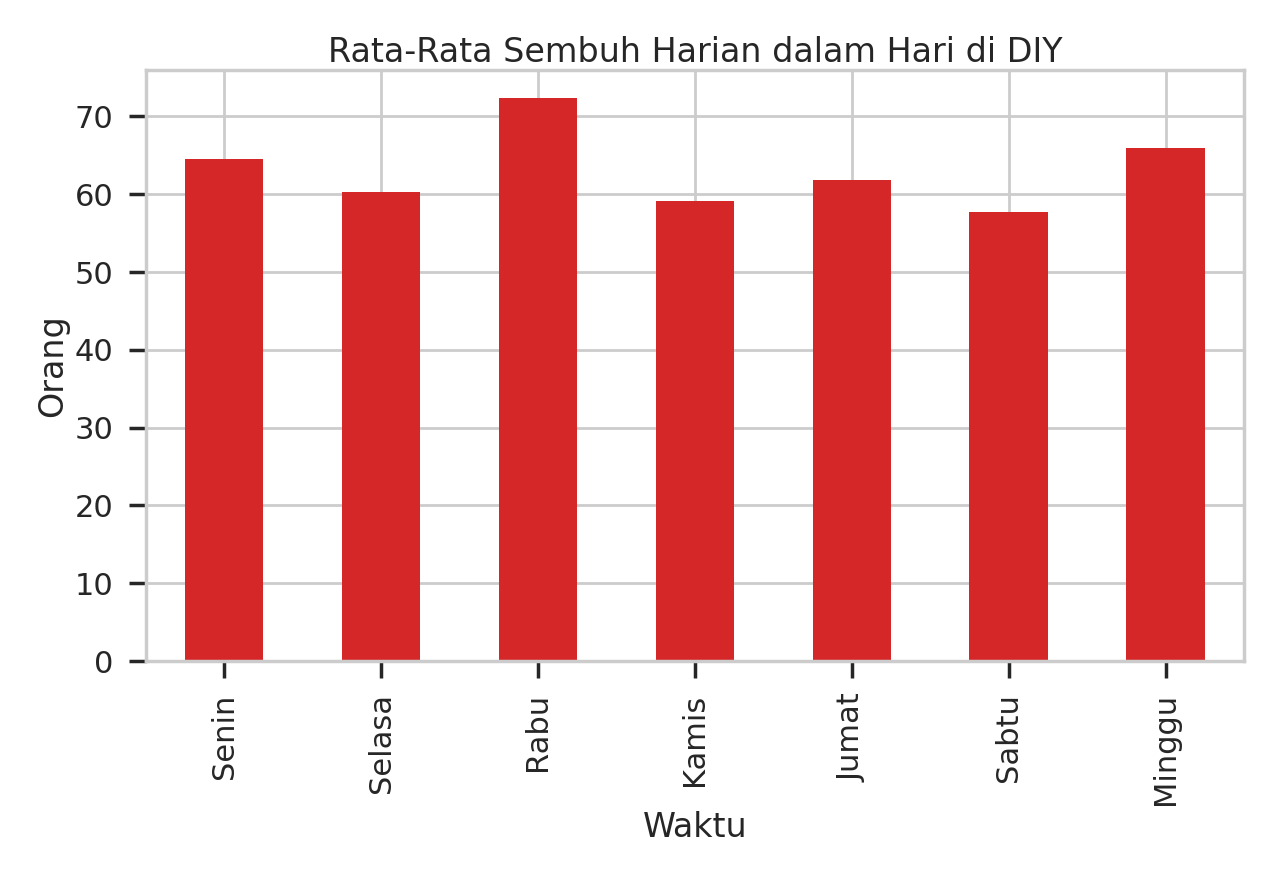 Rata-Rata Sembuh Harian dalam Hari di DIY
Orang
70
60
50
40
30
20
10
0
Senin
Selasa
Rabu
Kamis
Jumat
Sabtu
Minggu
Waktu